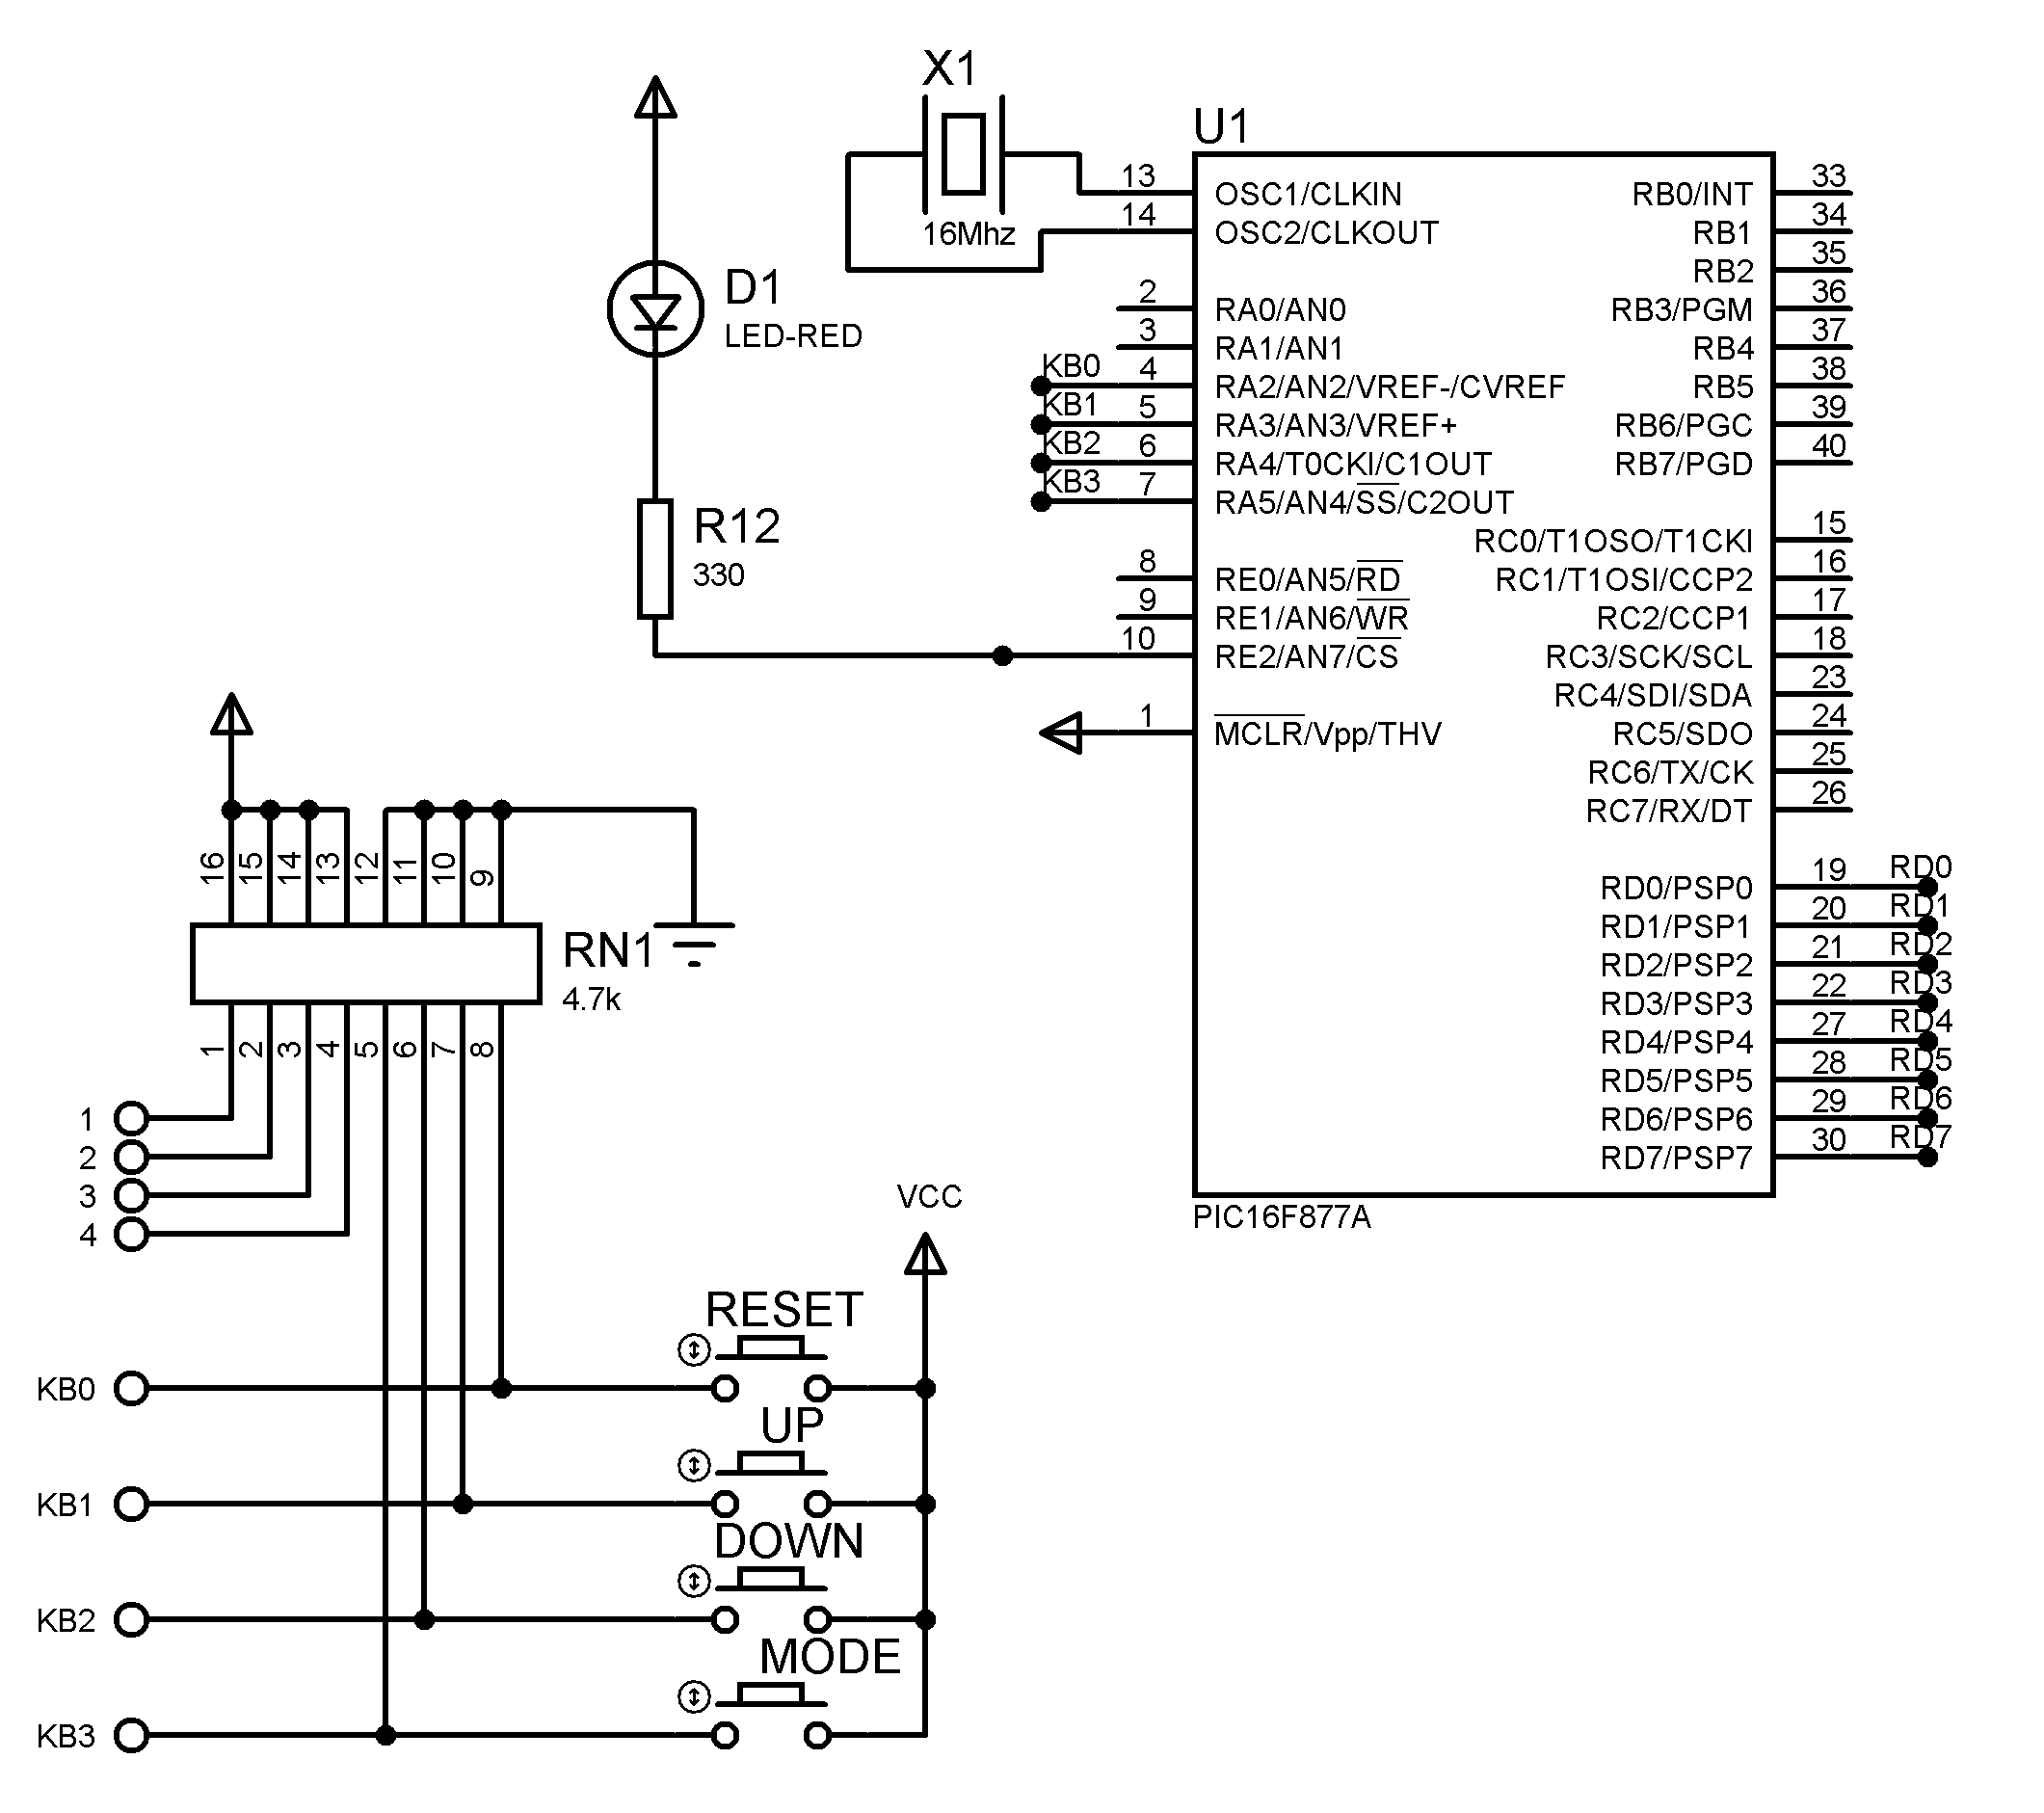 X1
16Mhz
D1
LED-RED
R12
330
U1
13 OSC1/CLKIN
14 OSC2/CLKOUT
2 RA0/AN0
3 RA1/AN1
KB0 4 RA2/AN2/VREF-/CVREF
KB1 5 RA3/AN3/VREF+
KB2 6 RA4/T0CKI/C1OUT
KB3 7 RA5/AN4/SS/C2OUT
8 RE0/AN5/RD
9 RE1/AN6/WR
10 RE2/AN7/CS
1 MCLR/Vpp/THV
RB0/INT 33
RB1 34
RB2 35
RB3/PGM 36
RB4 37
RB5 38
RB6/PGC 39
RB7/PGD 40
RC0/T1OSO/T1CKI 15
RC1/T1OSI/CCP2 16
RC2/CCP1 17
RC3/SCK/SCL 18
RC4/SDI/SDA 23
RC5/SDO 24
RC6/TX/CK 25
RC7/RX/DT 26
RD0/PSP0 19 RD0
RD1/PSP1 20 RD1
RD2/PSP2 21 RD2
RD3/PSP3 22 RD3
RD4/PSP4 27 RD4
RD5/PSP5 28 RD5
RD6/PSP6 29 RD6
RD7/PSP7 30 RD7
PIC16F877A
16 15 14 13 12 11 10 9
RN1
4.7k
1 2 3 4 5 6 7 8
1
2
3
4
VCC
RESET
KB0
UP
KB1
DOWN
KB2
MODE
KB3